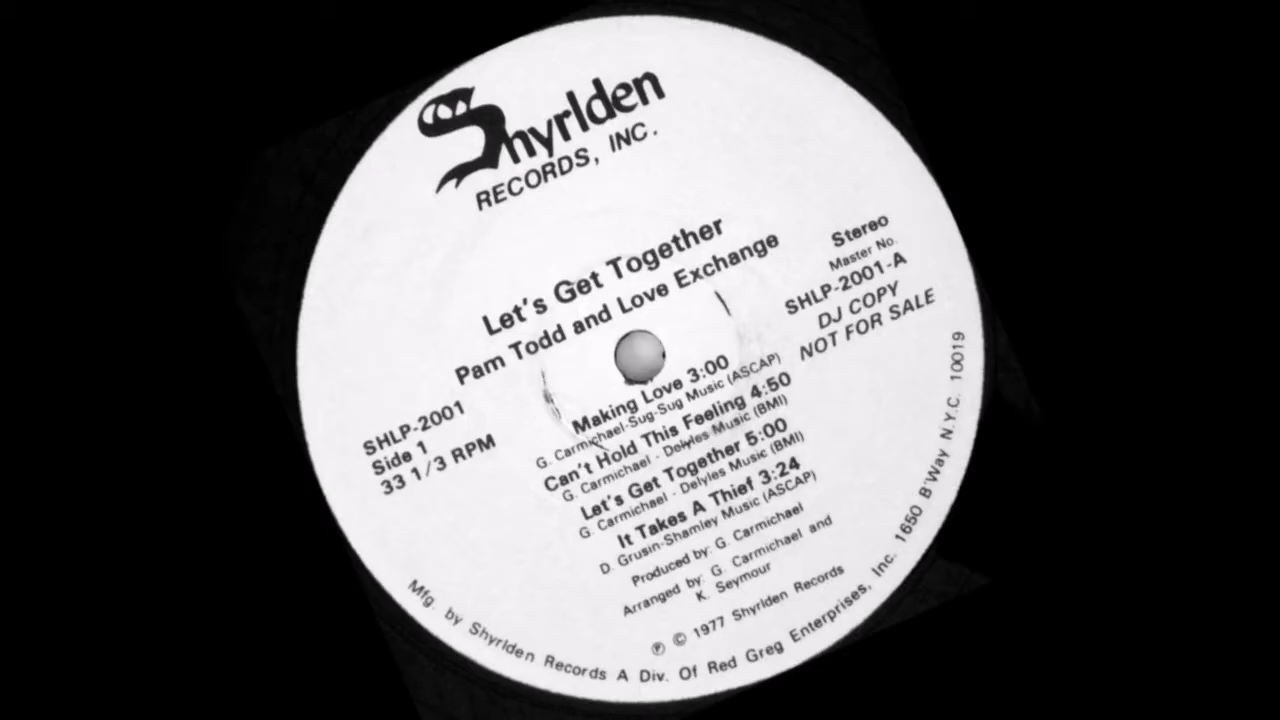 Shyrlden
RECORDS, INC.
Let's Get Together
Pam Todd and Love Exchange
Stereo
Master No.
SHLP-2001-A
DJ COPY
NOT FOR SALE
SHLP-2001
Side 1
33 1/3 RPM
Making Love 3:00
G. Carmichael-Sug-Sug Music (ASCAP)
Can't Hold This Feeling 4:50
G. Carmichael - Delyles Music (BMI)
Let's Get Together 5:00
G. Carmichael - Delyles Music (BMI)
It Takes A Thief 3:24
D. Grusin-Shamley Music (ASCAP)
Produced by: G. Carmichael
Arranged by: G. Carmichael and
K. Seymour
℗ © 1977 Shyrlden Records
Mfg. by Shyrlden Records A Div. Of Red Greg Enterprises, Inc. 1650 B'Way N.Y.C. 10019